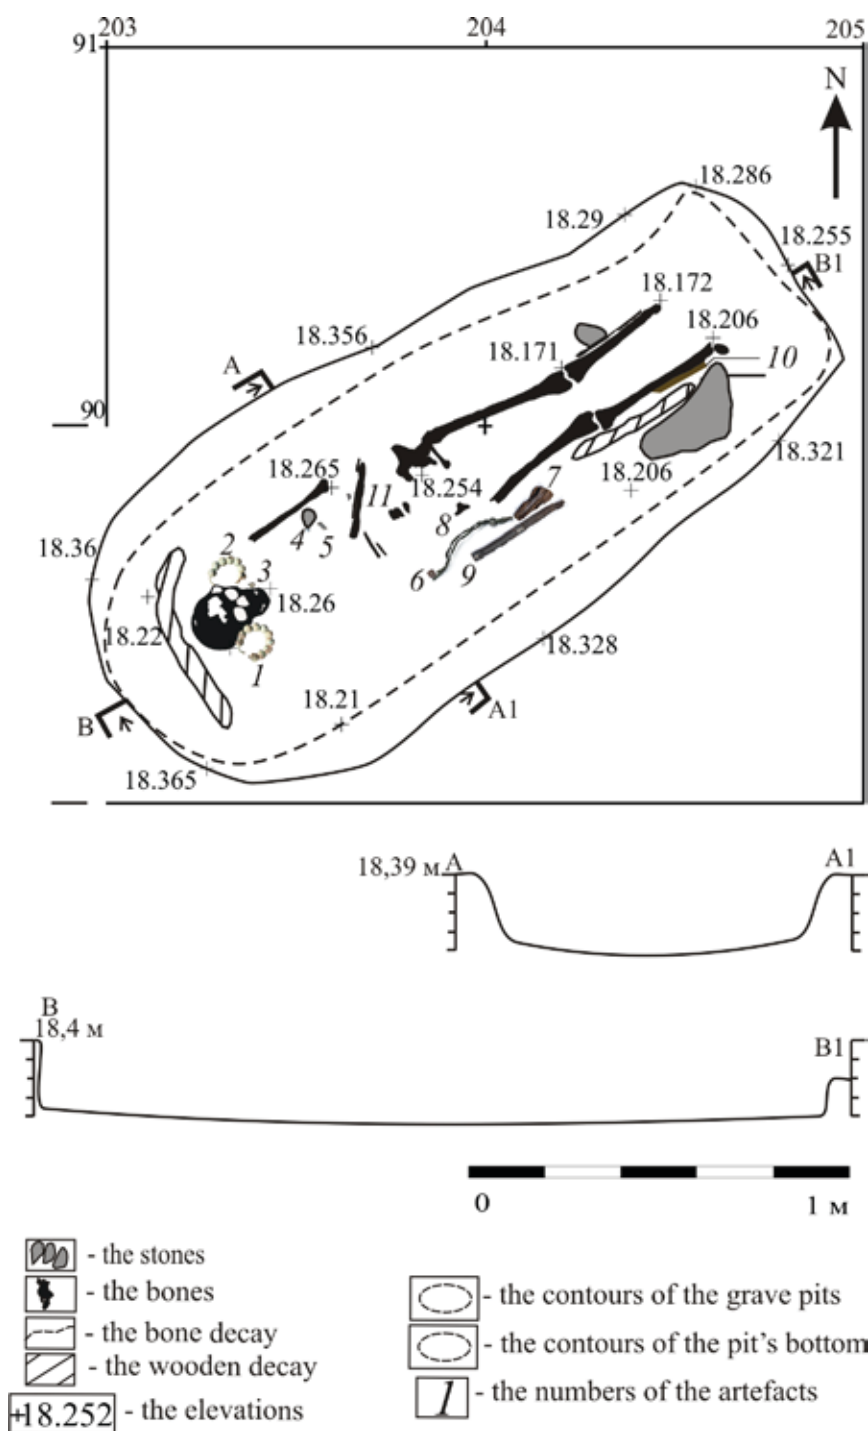 203 204 205
91
N
18.286
18.29
18.255
B1
18.172
18.356
18.206
18.171
10
A
90
18.321
18.265
11
18.254
18.206
7
4 5
8
2
18.36
3
6 9
18.26
18.22
18.328
1
18.21
A1
B
18.365
18,39 м A A1
B
18,4 м
B1
0 1 м
- the stones
- the bones
- the bone decay
- the wooden decay
+18.252 - the elevations
- the contours of the grave pits
- the contours of the pit's bottom
1 - the numbers of the artefacts